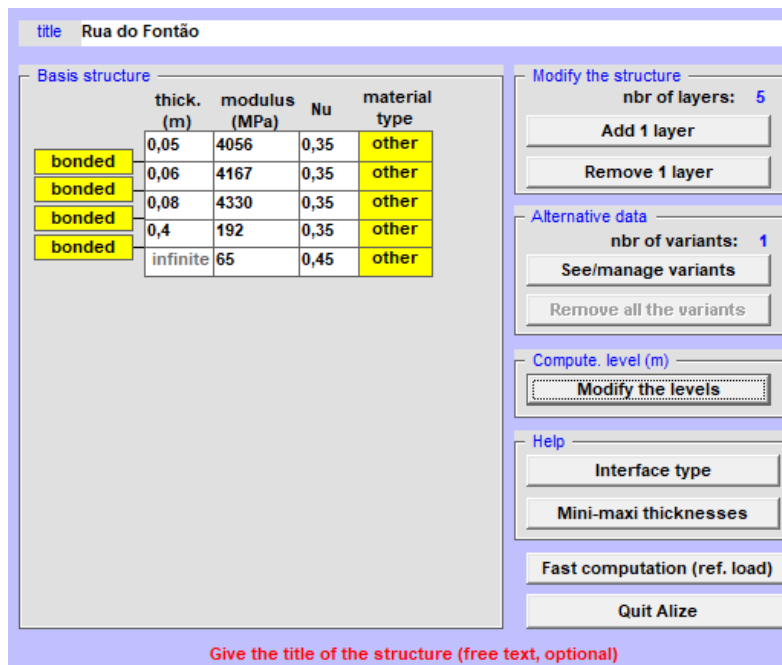 title Rua do Fontão
Basis structure
thick. (m) modulus (MPa) Nu material type
0,05 4056 0,35 other
bonded
0,06 4167 0,35 other
bonded
0,08 4330 0,35 other
bonded
0,4 192 0,35 other
bonded
infinite 65 0,45 other
Modify the structure
nbr of layers: 5
Add 1 layer
Remove 1 layer
Alternative data
nbr of variants: 1
See/manage variants
Remove all the variants
Compute. level (m)
Modify the levels
Help
Interface type
Mini-maxi thicknesses
Fast computation (ref. load)
Quit Alize
Give the title of the structure (free text, optional)